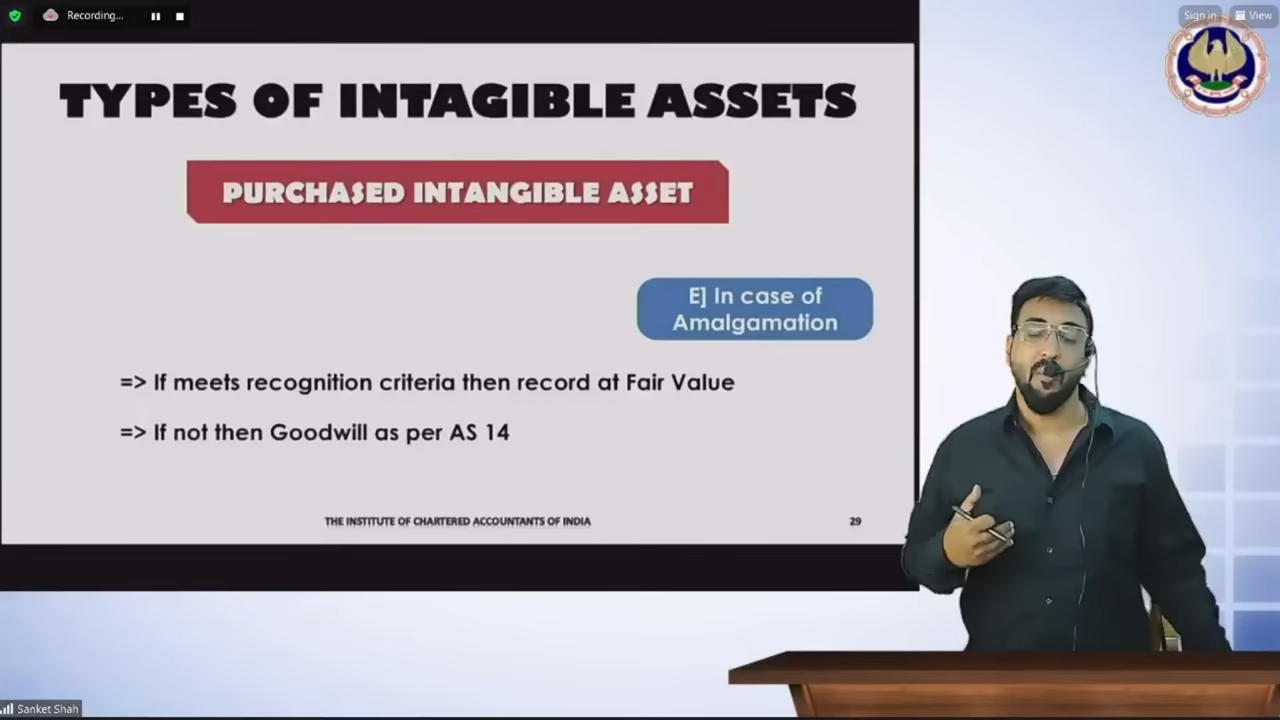 Recording...
Sign in
View
TYPES OF INTAGIBLE ASSETS
PURCHASED INTANGIBLE ASSET
E] In case of
Amalgamation
=> If meets recognition criteria then record at Fair Value
=> If not then Goodwill as per AS 14
THE INSTITUTE OF CHARTERED ACCOUNTANTS OF INDIA
29
Sanket Shah